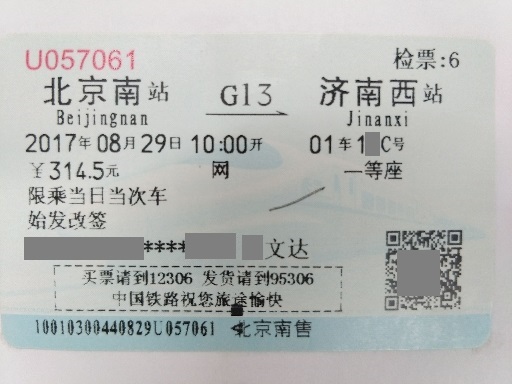 U057061 检票:6
北京南站 G13 济南西站
Beijingnan Jinanxi
2017年08月29日 10:00开 01车1 C号
￥314.5元 网 一等座
限乘当日当次车
始发改签
**** 文达
买票请到12306 发货请到95306
中国铁路祝您旅途愉快
10010300440829U057061 北京南售